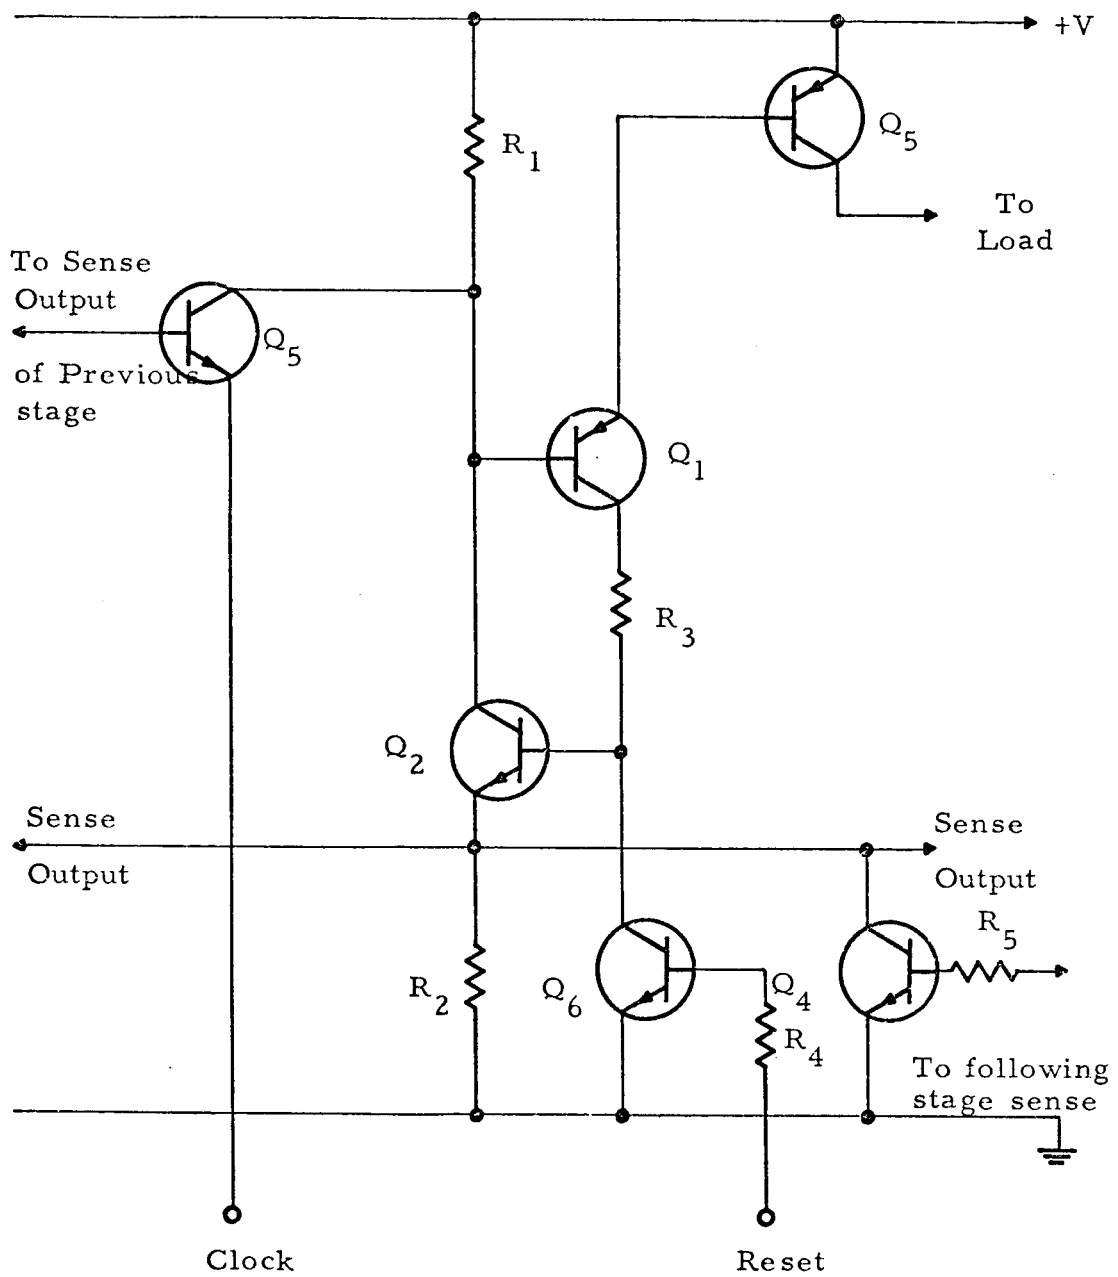 +V
Q5
R1
To
Load
To Sense
Output
Q5
of Previous
stage
Q1
R3
Q2
Sense
Output
Sense
Output
R5
R2
Q6
Q4
R4
To following
stage sense
Clock
Reset